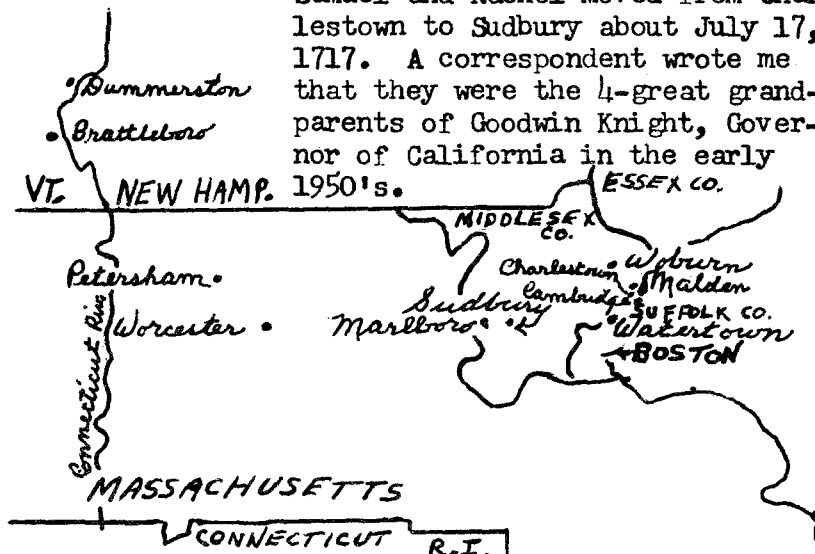 Samuel and Rachel moved from Char-
lestown to Sudbury about July 17,
1717. A correspondent wrote me
that they were the 4-great grand-
parents of Goodwin Knight, Gover-
nor of California in the early
1950's.
Dummerston
Brattleboro
VT. NEW HAMP.
ESSEX CO.
MIDDLESEX
CO.
Petersham
Charlestown
Woburn
Malden
Cambridge
Sudbury
SUFFOLK CO.
Worcester
Marlboro
Watertown
BOSTON
Connecticut Riv.
MASSACHUSETTS
CONNECTICUT
R.I.